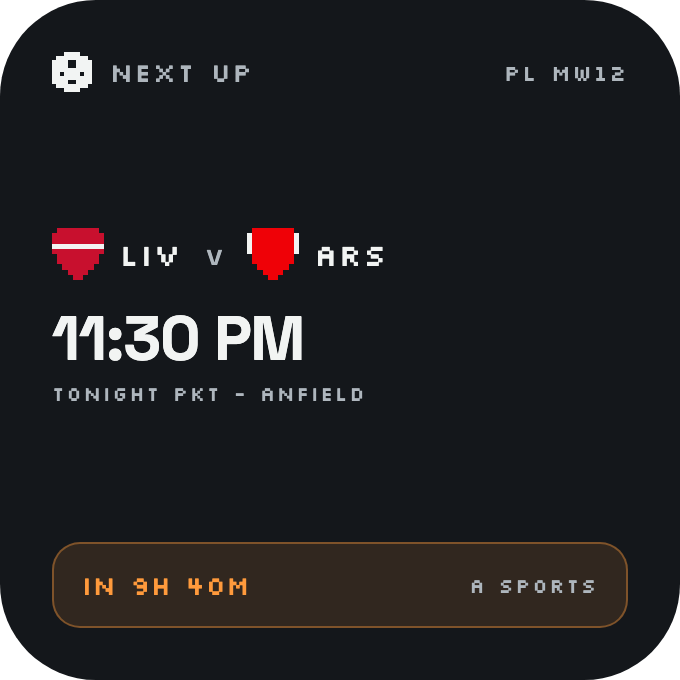 NEXT UP
PL MW12
LIV v ARS
11:30 PM
TONIGHT PKT - ANFIELD
IN 9H 40M
A SPORTS